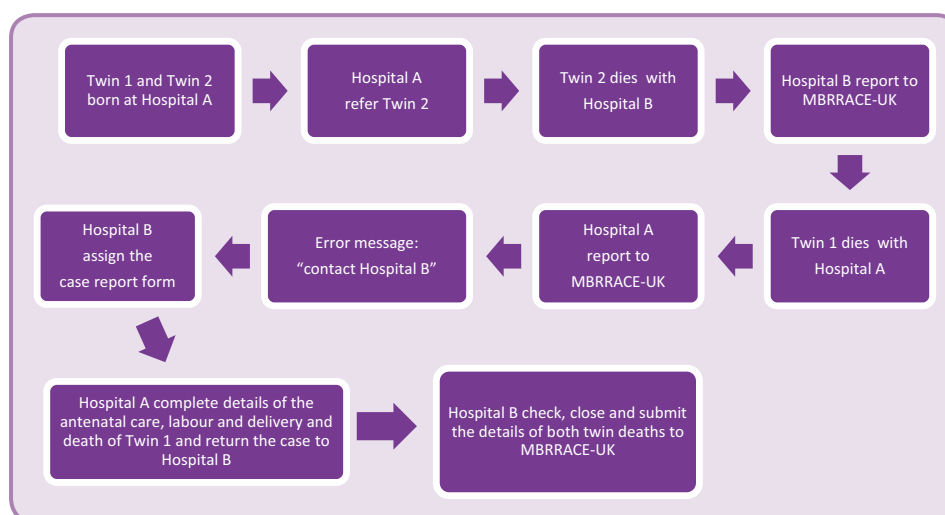 Twin 1 and Twin 2
born at Hospital A
Hospital A
refer Twin 2
Twin 2 dies with
Hospital B
Hospital B report to
MBRRACE-UK
Twin 1 dies with
Hospital A
Hospital A
report to
MBRRACE-UK
Error message:
“contact Hospital B”
Hospital B
assign the
case report form
Hospital A complete details of the
antenatal care, labour and delivery and
death of Twin 1 and return the case to
Hospital B
Hospital B check, close and submit
the details of both twin deaths to
MBRRACE-UK